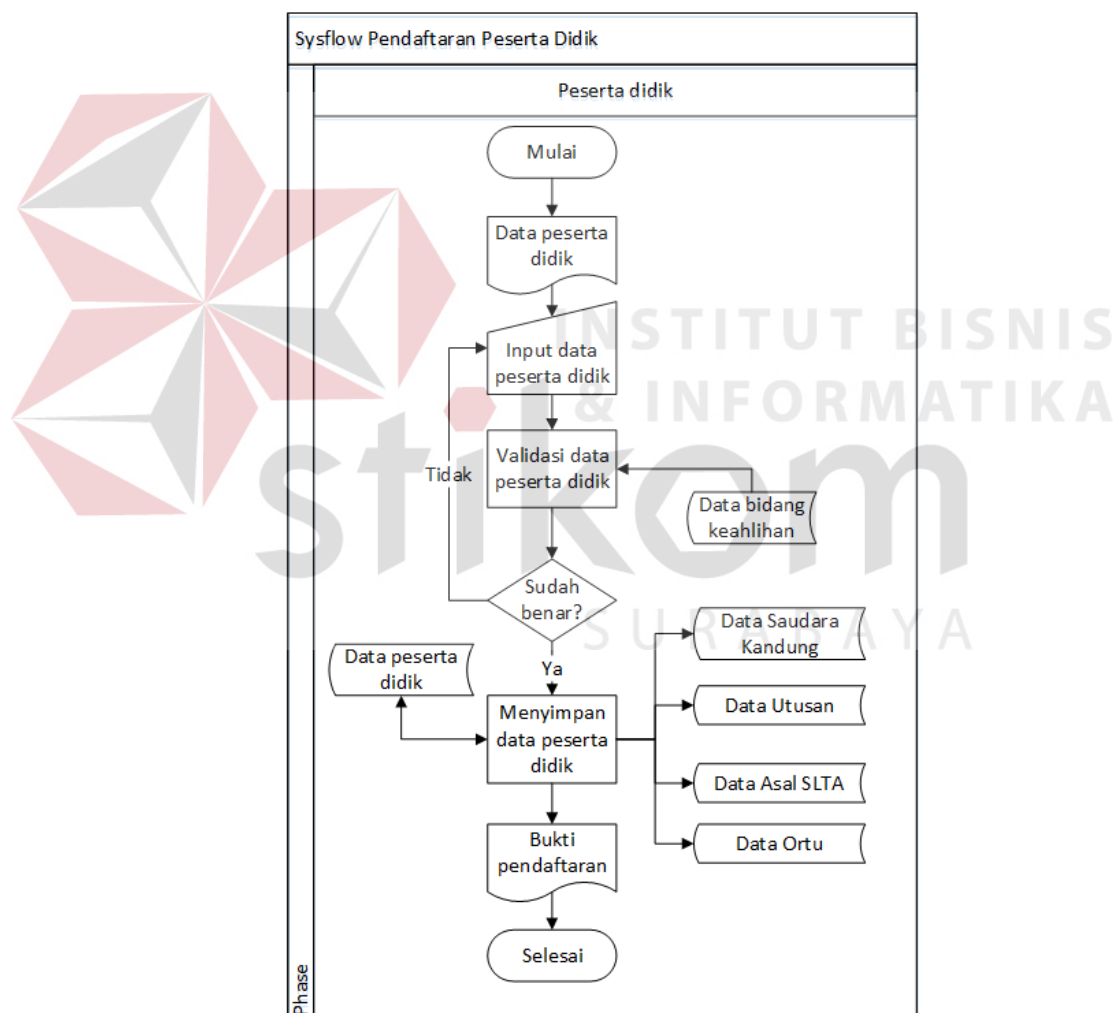 Sysflow Pendaftaran Peserta Didik
Peserta didik
Mulai
Data peserta
didik
Input data
peserta didik
Validasi data
peserta didik
Data bidang
keahlihan
Tidak
Sudah
benar?
Ya
Data peserta
didik
Menyimpan
data peserta
didik
Data Saudara
Kandung
Data Utusan
Data Asal SLTA
Data Ortu
Bukti
pendaftaran
Selesai
Phase
INSTITUT BISNIS
& INFORMATIKA
stikom
SURABAYA